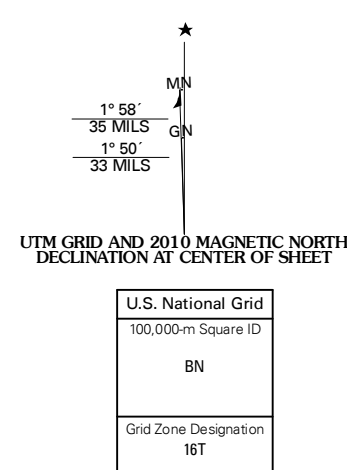 ★
MN
1° 58´
35 MILS
GN
1° 50´
33 MILS
UTM GRID AND 2010 MAGNETIC NORTH
DECLINATION AT CENTER OF SHEET
U.S. National Grid
100,000-m Square ID
BN
Grid Zone Designation
16T